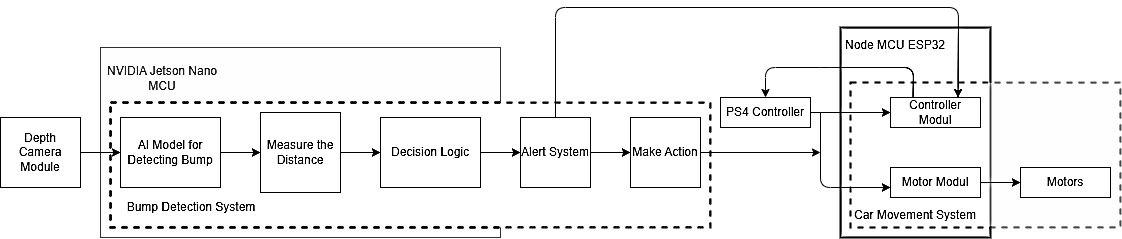 Node MCU ESP32
NVIDIA Jetson Nano
MCU
PS4 Controller
Controller
Modul
Depth
Camera
Module
AI Model for
Detecting Bump
Measure the
Distance
Decision Logic
Alert System
Make Action
Motor Modul
Motors
Bump Detection System
Car Movement System